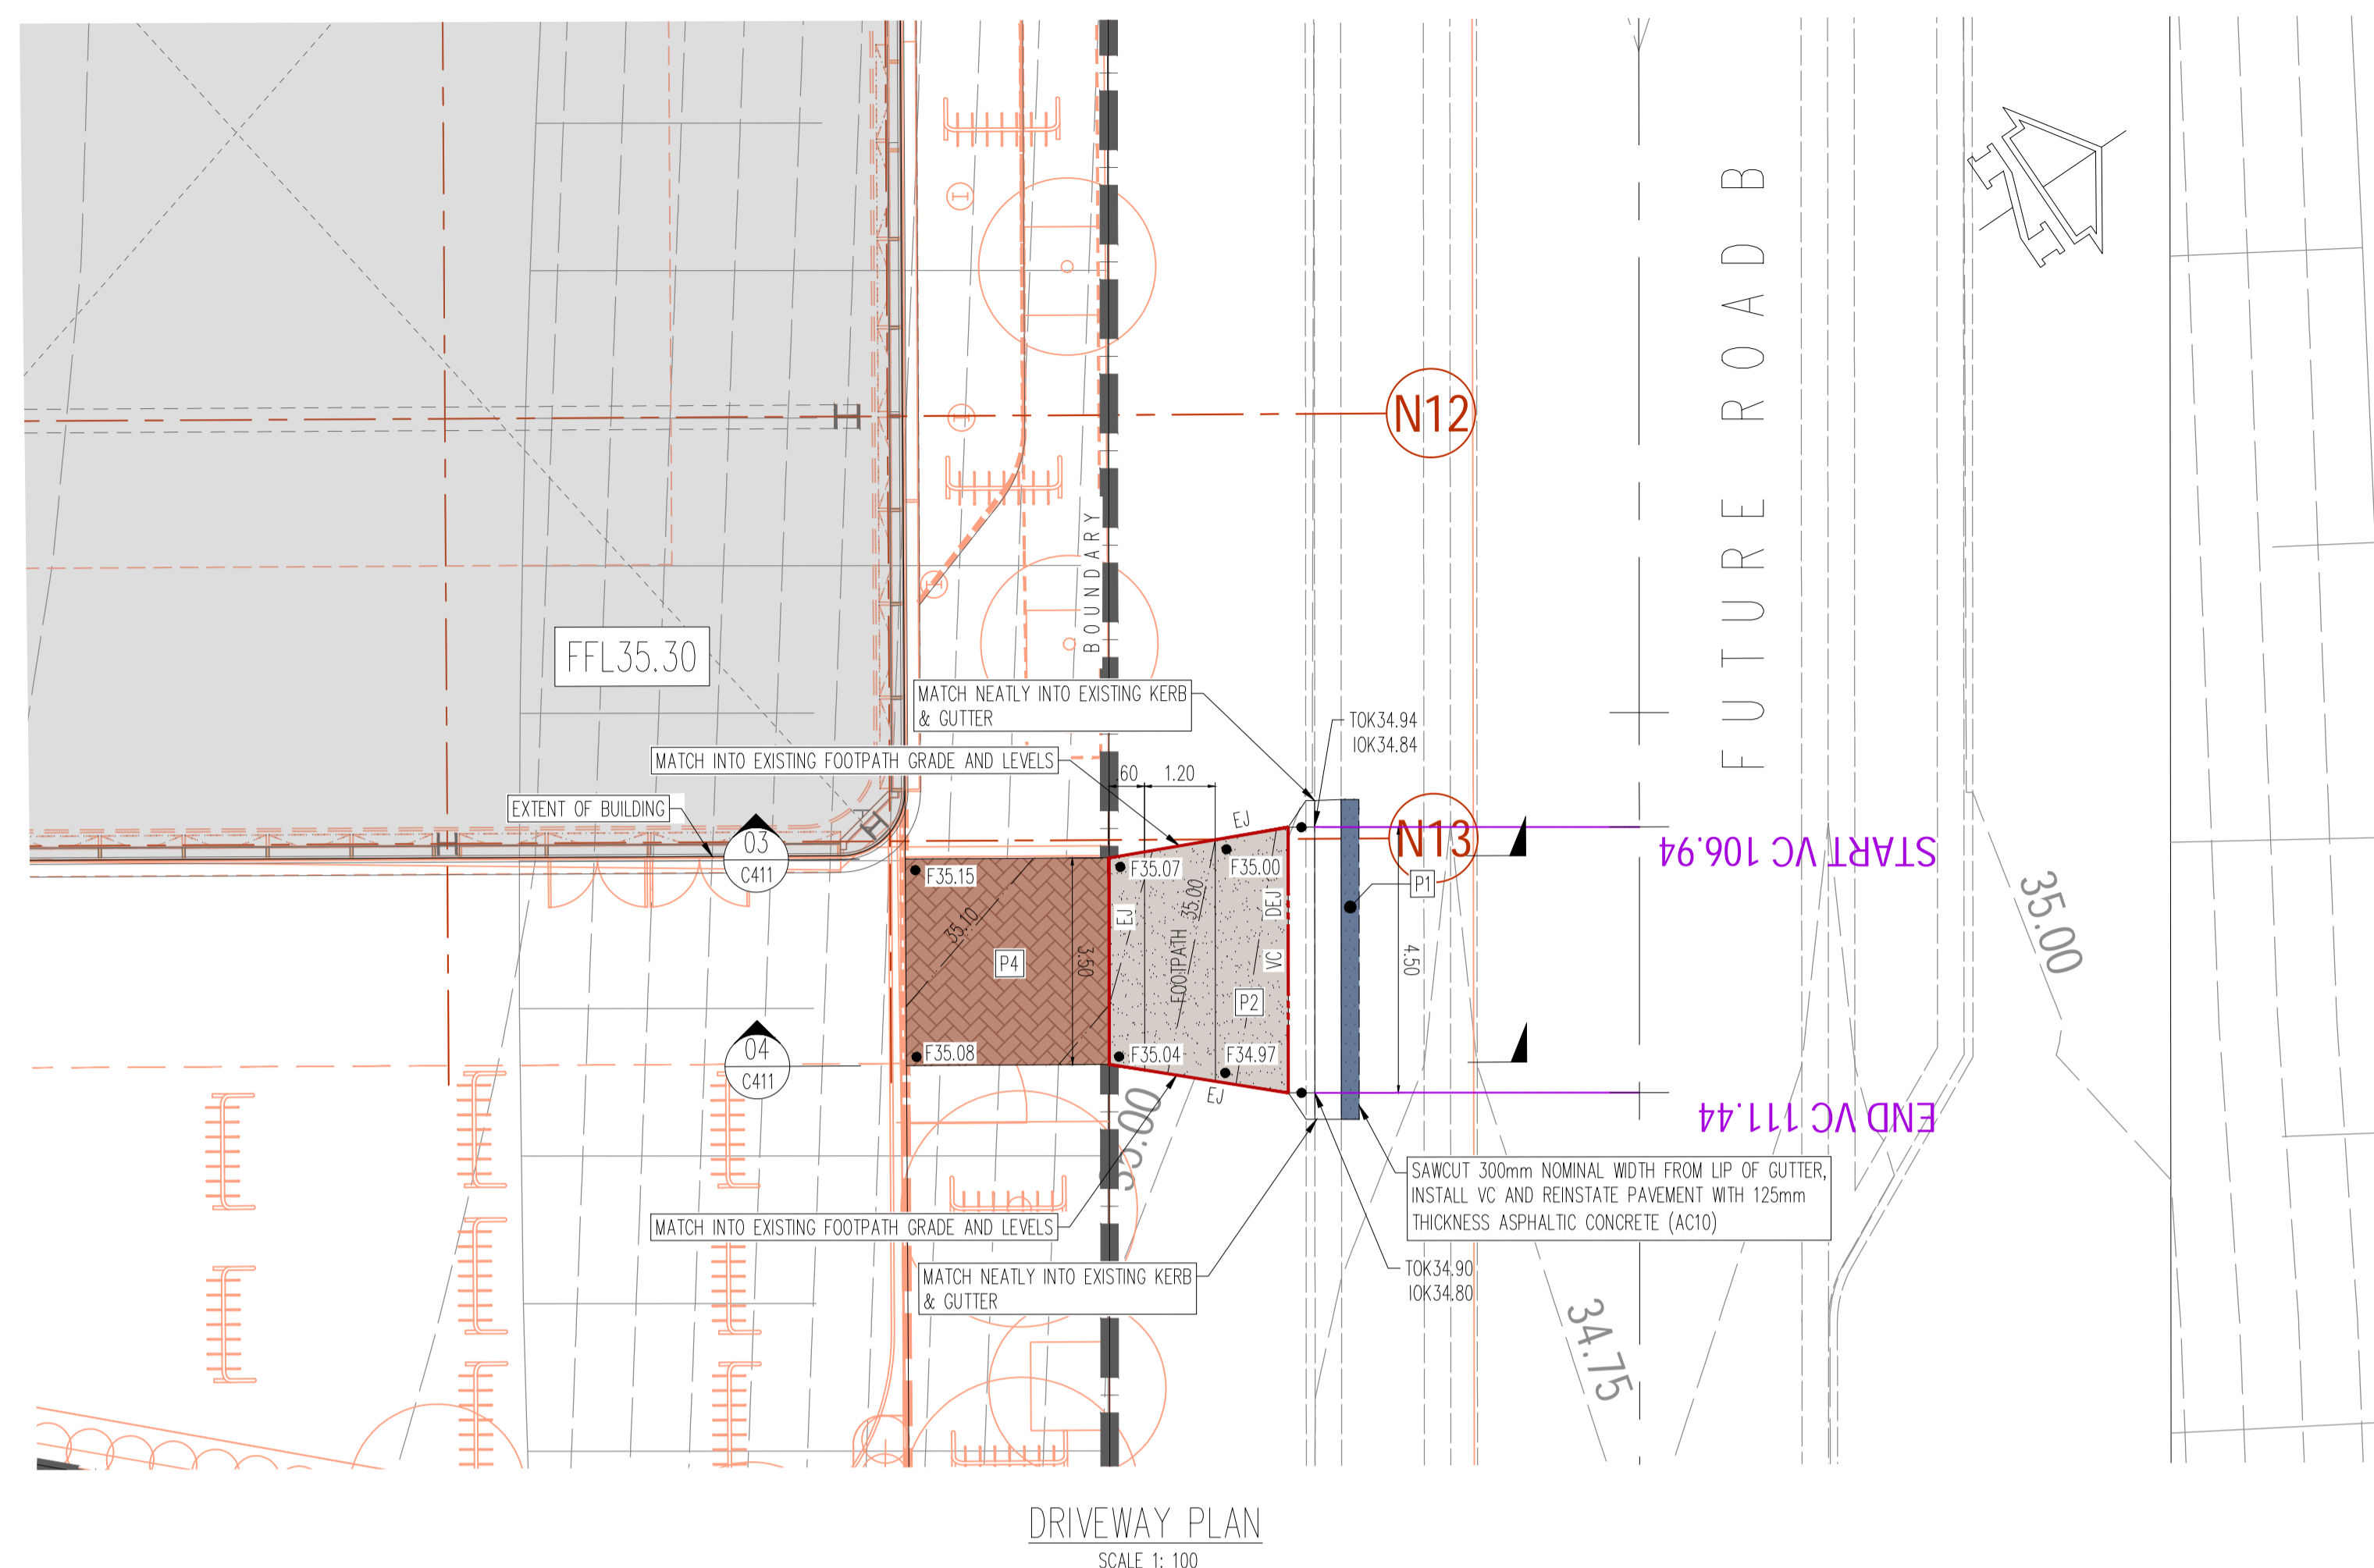 FUTURE ROAD B
N12
BOUNDARY
FFL35.30
MATCH NEATLY INTO EXISTING KERB
& GUTTER
TOK34.94
IOK34.84
MATCH INTO EXISTING FOOTPATH GRADE AND LEVELS
.60
1.20
EXTENT OF BUILDING
EJ
N13
START VC 106.94
03
C411
F35.15
F35.07
F35.00
P1
35.10
EJ
35.00
DEJ
35.00
P4
3.50
FOOTPATH
VC
4.50
P2
04
C411
F35.08
F35.04
F34.97
EJ
35.00
END VC 111.44
SAWCUT 300mm NOMINAL WIDTH FROM LIP OF GUTTER,
INSTALL VC AND REINSTATE PAVEMENT WITH 125mm
THICKNESS ASPHALTIC CONCRETE (AC10)
MATCH INTO EXISTING FOOTPATH GRADE AND LEVELS
MATCH NEATLY INTO EXISTING KERB
& GUTTER
TOK34.90
IOK34.80
34.75
DRIVEWAY PLAN
SCALE 1: 100